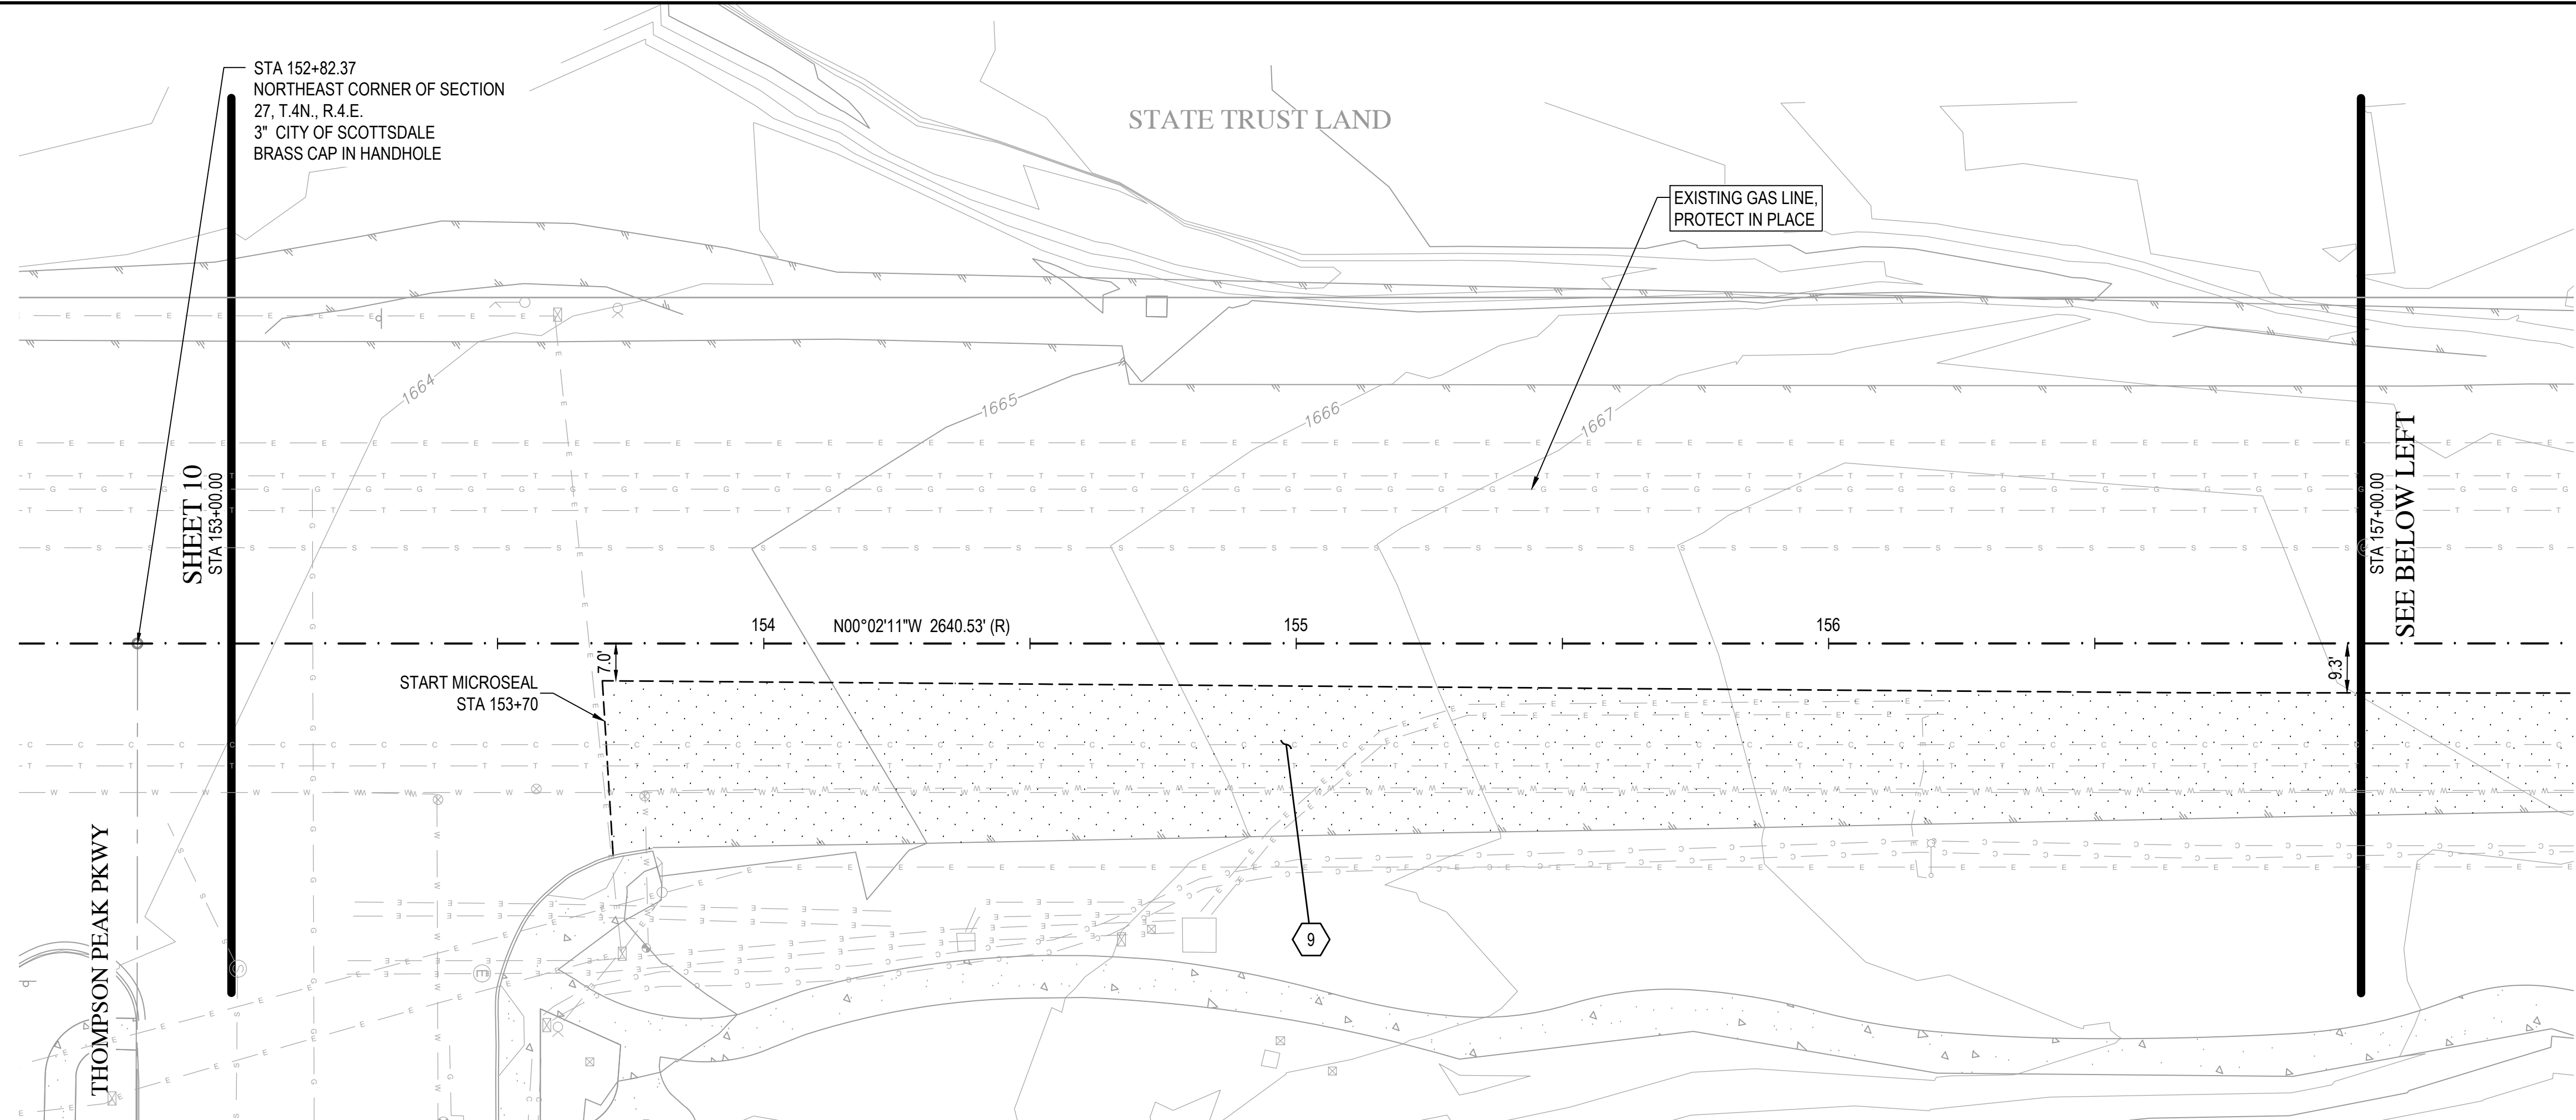 STA 152+82.37
NORTHEAST CORNER OF SECTION
27, T.4N., R.4.E.
3" CITY OF SCOTTSDALE
BRASS CAP IN HANDHOLE
STATE TRUST LAND
EXISTING GAS LINE,
PROTECT IN PLACE
1664
1665
1666
1667
SHEET 10
STA 153+00.00
STA 157+00.00
SEE BELOW LEFT
154
N00°02'11"W 2640.53' (R)
155
156
7.0'
9.3'
START MICROSEAL
STA 153+70
9
THOMPSON PEAK PKWY